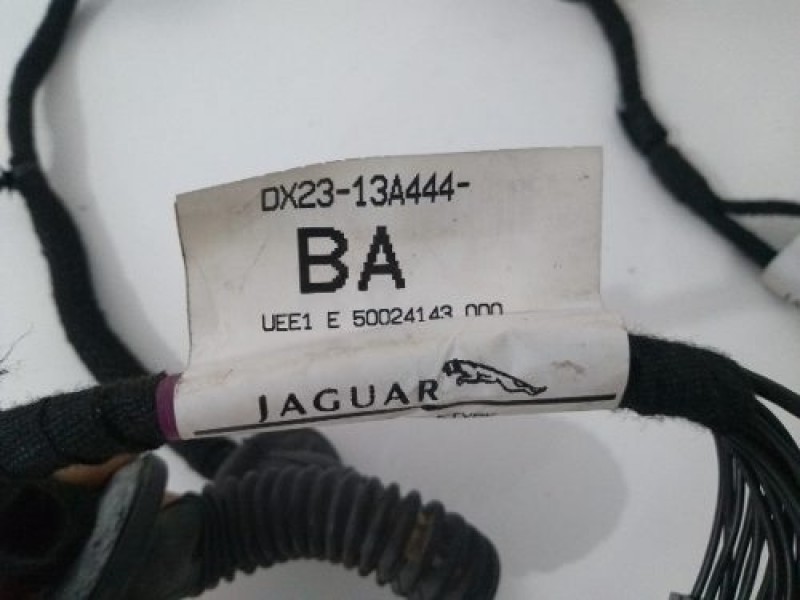 DX23-13A444-
BA
UEE1 E 50024143 000
JAGUAR